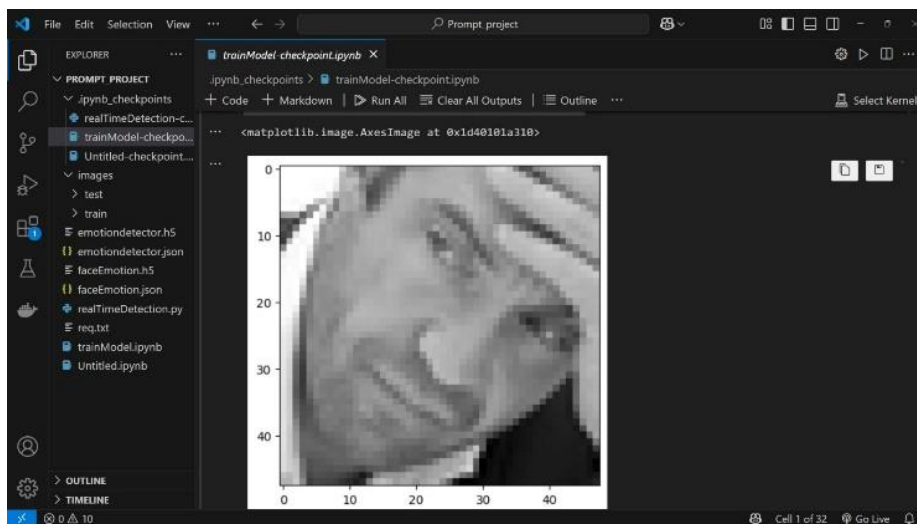 File Edit Selection View ... Prompt project
EXPLORER ...
PROMPT PROJECT
.ipynb_checkpoints
realTimeDetection-c...
trainModel-checkpo...
Untitled-checkpoint....
images
test
train
emotiondetector.h5
emotiondetector.json
faceEmotion.h5
faceEmotion.json
realTimeDetection.py
req.txt
trainModel.ipynb
Untitled.ipynb
OUTLINE
TIMELINE
trainModel-checkpoint.ipynb
.ipynb_checkpoints > trainModel-checkpoint.ipynb
+ Code + Markdown | Run All Clear All Outputs | Outline ...
Select Kernel
... <matplotlib.image.AxesImage at 0x1d40101a310>
...
0
10
20
30
40
0 10 20 30 40
1
0 10
Cell 1 of 32 Go Live